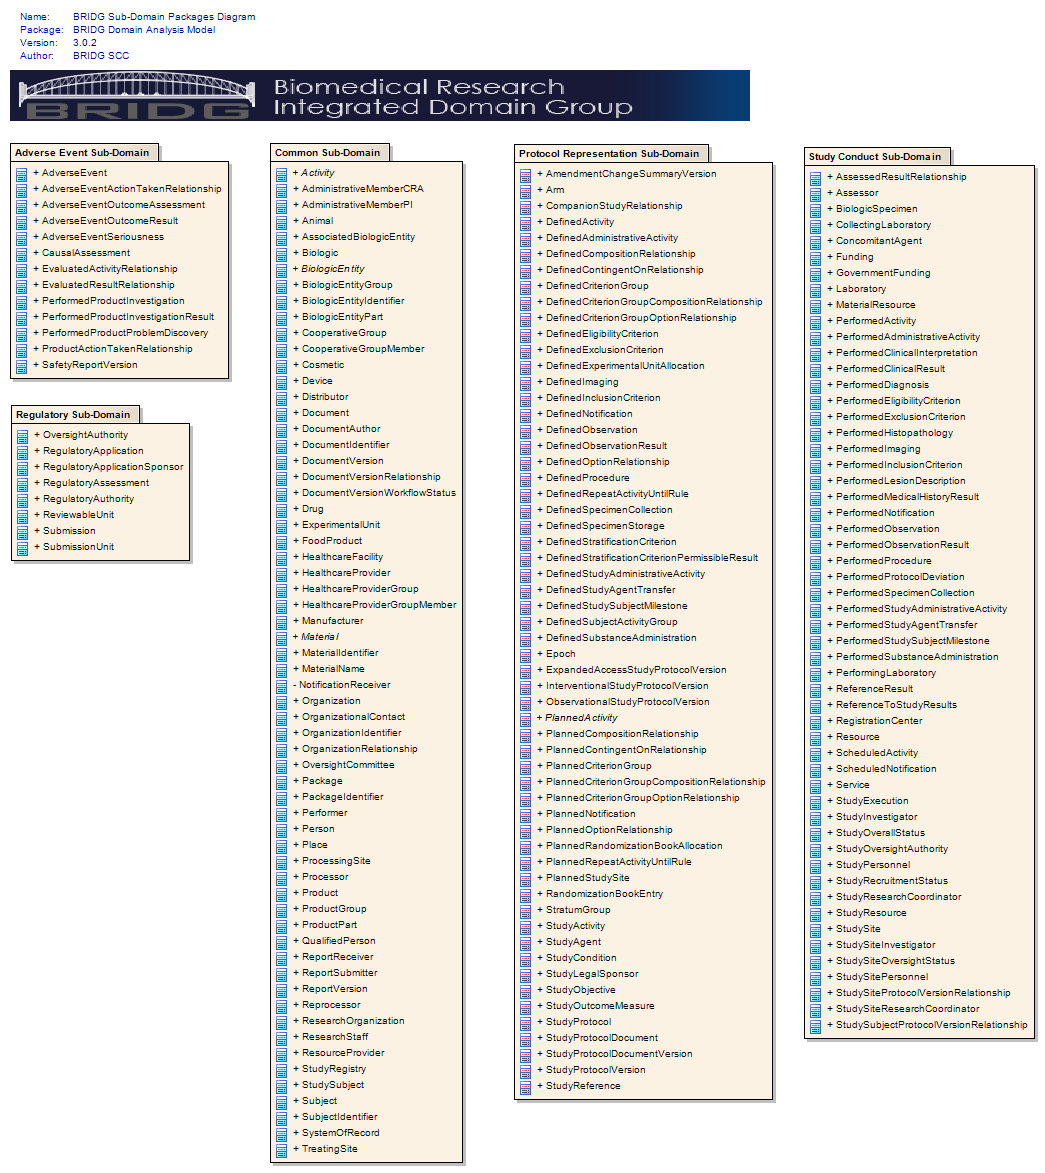 Name: BRIDG Sub-Domain Packages Diagram
Package: BRIDG Domain Analysis Model
Version: 3.0.2
Author: BRIDG SCC
BRIDG
Biomedical Research
Integrated Domain Group
Adverse Event Sub-Domain
+ AdverseEvent
+ AdverseEventActionTakenRelationship
+ AdverseEventOutcomeAssessment
+ AdverseEventOutcomeResult
+ AdverseEventSeriousness
+ CausalAssessment
+ EvaluatedActivityRelationship
+ EvaluatedResultRelationship
+ PerformedProductInvestigation
+ PerformedProductInvestigationResult
+ PerformedProductProblemDiscovery
+ ProductActionTakenRelationship
+ SafetyReportVersion
Regulatory Sub-Domain
+ OversightAuthority
+ RegulatoryApplication
+ RegulatoryApplicationSponsor
+ RegulatoryAssessment
+ RegulatoryAuthority
+ ReviewableUnit
+ Submission
+ SubmissionUnit
Common Sub-Domain
+ Activity
+ AdministrativeMemberCRA
+ AdministrativeMemberPI
+ Animal
+ AssociatedBiologicEntity
+ Biologic
+ BiologicEntity
+ BiologicEntityGroup
+ BiologicEntityIdentifier
+ BiologicEntityPart
+ CooperativeGroup
+ CooperativeGroupMember
+ Cosmetic
+ Device
+ Distributor
+ Document
+ DocumentAuthor
+ DocumentIdentifier
+ DocumentVersion
+ DocumentVersionRelationship
+ DocumentVersionWorkflowStatus
+ Drug
+ ExperimentalUnit
+ FoodProduct
+ HealthcareFacility
+ HealthcareProvider
+ HealthcareProviderGroup
+ HealthcareProviderGroupMember
+ Manufacturer
+ Material
+ MaterialIdentifier
+ MaterialName
- NotificationReceiver
+ Organization
+ OrganizationalContact
+ OrganizationIdentifier
+ OrganizationRelationship
+ OversightCommittee
+ Package
+ PackageIdentifier
+ Performer
+ Person
+ Place
+ ProcessingSite
+ Processor
+ Product
+ ProductGroup
+ ProductPart
+ QualifiedPerson
+ ReportReceiver
+ ReportSubmitter
+ ReportVersion
+ Reprocessor
+ ResearchOrganization
+ ResearchStaff
+ ResourceProvider
+ StudyRegistry
+ StudySubject
+ Subject
+ SubjectIdentifier
+ SystemOfRecord
+ TreatingSite
Protocol Representation Sub-Domain
+ AmendmentChangeSummaryVersion
+ Arm
+ CompanionStudyRelationship
+ DefinedActivity
+ DefinedAdministrativeActivity
+ DefinedCompositionRelationship
+ DefinedContingentOnRelationship
+ DefinedCriterionGroup
+ DefinedCriterionGroupCompositionRelationship
+ DefinedCriterionGroupOptionRelationship
+ DefinedEligibilityCriterion
+ DefinedExclusionCriterion
+ DefinedExperimentalUnitAllocation
+ DefinedImaging
+ DefinedInclusionCriterion
+ DefinedNotification
+ DefinedObservation
+ DefinedObservationResult
+ DefinedOptionRelationship
+ DefinedProcedure
+ DefinedRepeatActivityUntilRule
+ DefinedSpecimenCollection
+ DefinedSpecimenStorage
+ DefinedStratificationCriterion
+ DefinedStratificationCriterionPermissibleResult
+ DefinedStudyAdministrativeActivity
+ DefinedStudyAgentTransfer
+ DefinedStudySubjectMilestone
+ DefinedSubjectActivityGroup
+ DefinedSubstanceAdministration
+ Epoch
+ ExpandedAccessStudyProtocolVersion
+ InterventionalStudyProtocolVersion
+ ObservationalStudyProtocolVersion
+ PlannedActivity
+ PlannedCompositionRelationship
+ PlannedContingentOnRelationship
+ PlannedCriterionGroup
+ PlannedCriterionGroupCompositionRelationship
+ PlannedCriterionGroupOptionRelationship
+ PlannedNotification
+ PlannedOptionRelationship
+ PlannedRandomizationBookAllocation
+ PlannedRepeatActivityUntilRule
+ PlannedStudySite
+ RandomizationBookEntry
+ StratumGroup
+ StudyActivity
+ StudyAgent
+ StudyCondition
+ StudyLegalSponsor
+ StudyObjective
+ StudyOutcomeMeasure
+ StudyProtocol
+ StudyProtocolDocument
+ StudyProtocolDocumentVersion
+ StudyProtocolVersion
+ StudyReference
Study Conduct Sub-Domain
+ AssessedResultRelationship
+ Assessor
+ BiologicSpecimen
+ CollectingLaboratory
+ ConcomitantAgent
+ Funding
+ GovernmentFunding
+ Laboratory
+ MaterialResource
+ PerformedActivity
+ PerformedAdministrativeActivity
+ PerformedClinicalInterpretation
+ PerformedClinicalResult
+ PerformedDiagnosis
+ PerformedEligibilityCriterion
+ PerformedExclusionCriterion
+ PerformedHistopathology
+ PerformedImaging
+ PerformedInclusionCriterion
+ PerformedLesionDescription
+ PerformedMedicalHistoryResult
+ PerformedNotification
+ PerformedObservation
+ PerformedObservationResult
+ PerformedProcedure
+ PerformedProtocolDeviation
+ PerformedSpecimenCollection
+ PerformedStudyAdministrativeActivity
+ PerformedStudyAgentTransfer
+ PerformedStudySubjectMilestone
+ PerformedSubstanceAdministration
+ PerformingLaboratory
+ ReferenceResult
+ ReferenceToStudyResults
+ RegistrationCenter
+ Resource
+ ScheduledActivity
+ ScheduledNotification
+ Service
+ StudyExecution
+ StudyInvestigator
+ StudyOverallStatus
+ StudyOversightAuthority
+ StudyPersonnel
+ StudyRecruitmentStatus
+ StudyResearchCoordinator
+ StudyResource
+ StudySite
+ StudySiteInvestigator
+ StudySiteOversightStatus
+ StudySitePersonnel
+ StudySiteProtocolVersionRelationship
+ StudySiteResearchCoordinator
+ StudySubjectProtocolVersionRelationship